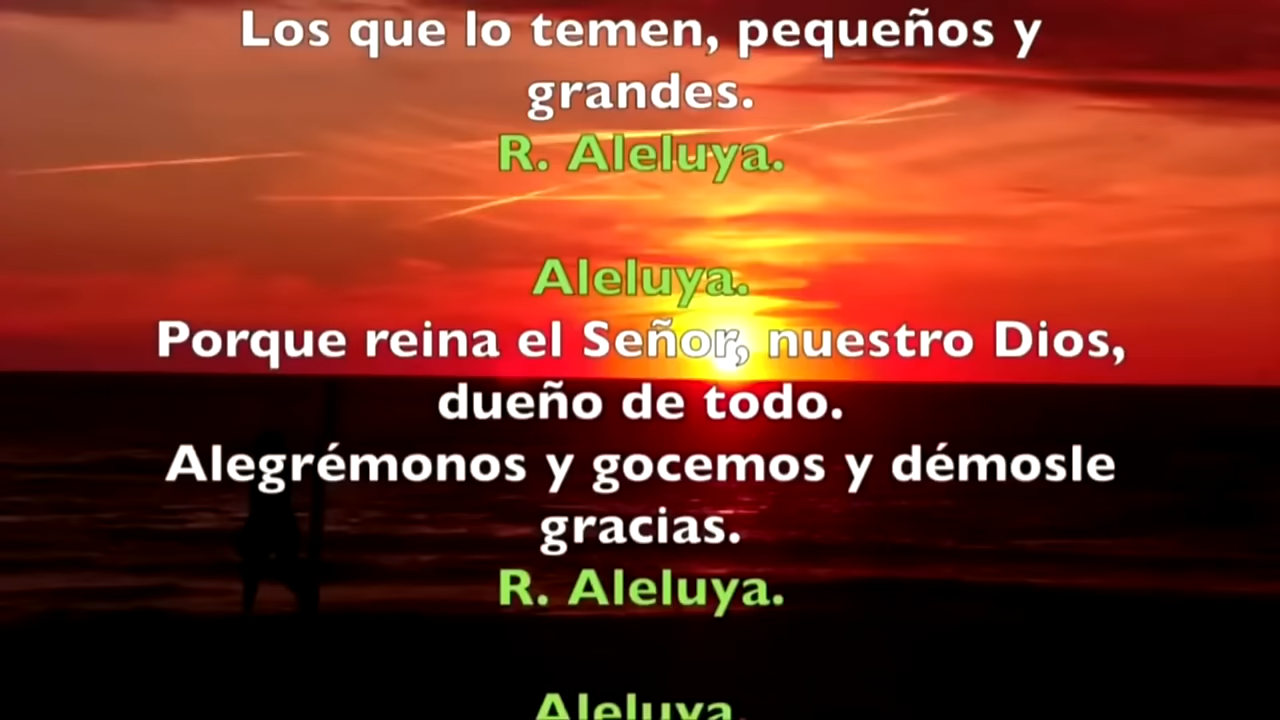 Los que lo temen, pequeños y
grandes.
R. Aleluya.
Aleluya.
Porque reina el Señor, nuestro Dios,
dueño de todo.
Alegrémonos y gocemos y démosle
gracias.
R. Aleluya.
Aleluya.